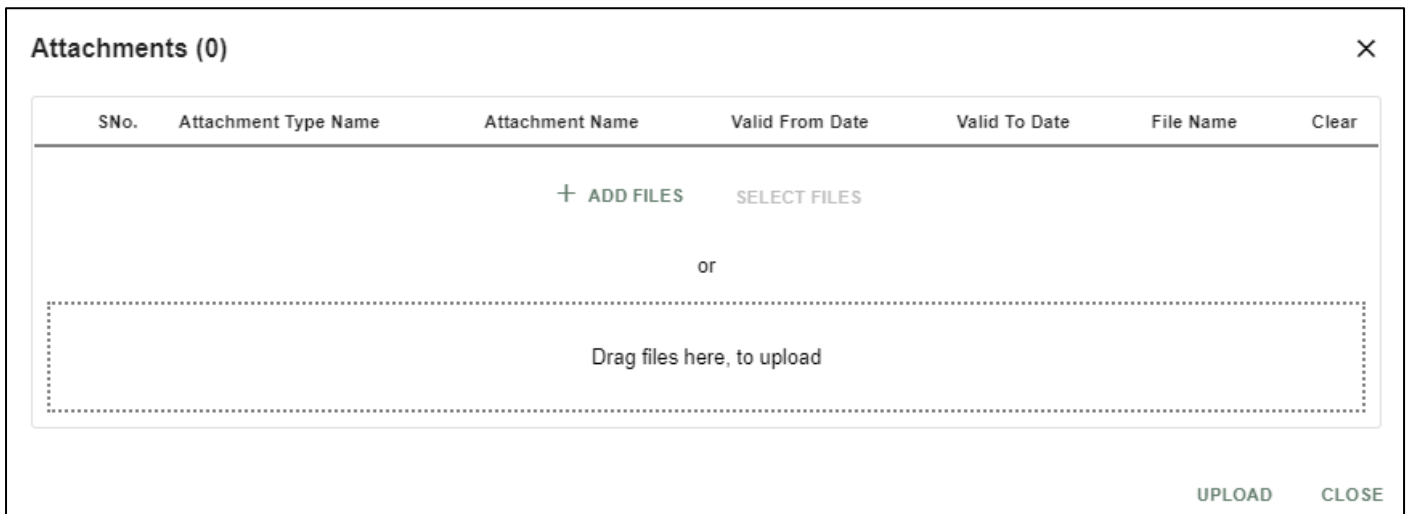 Attachments (0)
SNo. Attachment Type Name Attachment Name Valid From Date Valid To Date File Name Clear
+ ADD FILES SELECT FILES
or
Drag files here, to upload
UPLOAD CLOSE